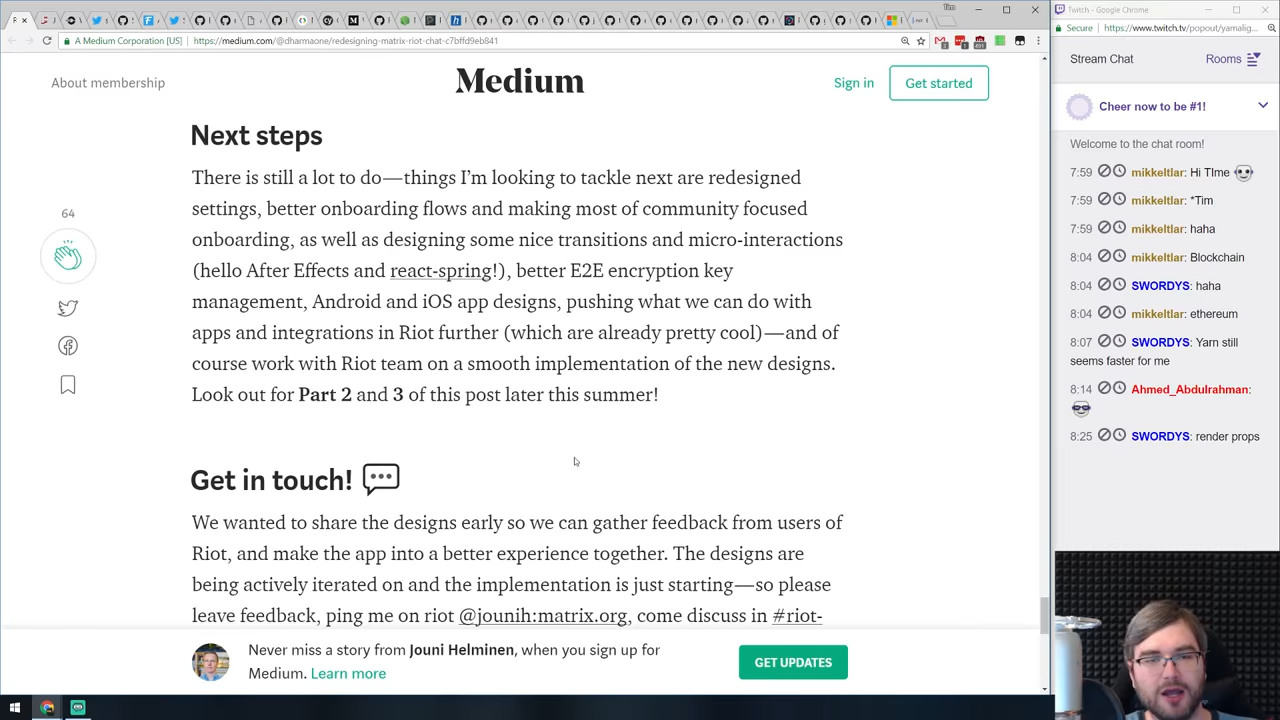 Tim
A Medium Corporation [US]
https://medium.com/@dharmaone/redesigning-matrix-riot-chat-c7bffd9eb841
About membership
Medium
Sign in
Get started
Next steps
There is still a lot to do—things I’m looking to tackle next are redesigned
settings, better onboarding flows and making most of community focused
onboarding, as well as designing some nice transitions and micro-interactions
(hello After Effects and react-spring!), better E2E encryption key
management, Android and iOS app designs, pushing what we can do with
apps and integrations in Riot further (which are already pretty cool)—and of
course work with Riot team on a smooth implementation of the new designs.
Look out for Part 2 and 3 of this post later this summer!
64
Get in touch!
We wanted to share the designs early so we can gather feedback from users of
Riot, and make the app into a better experience together. The designs are
being actively iterated on and the implementation is just starting—so please
leave feedback, ping me on riot @jounih:matrix.org, come discuss in #riot-
Never miss a story from Jouni Helminen, when you sign up for
Medium. Learn more
GET UPDATES
Twitch - Google Chrome
Secure
https://www.twitch.tv/popout/yamalig...
Stream Chat
Rooms
Cheer now to be #1!
Welcome to the chat room!
7:59 mikkeltlar: Hi TIme
7:59 mikkeltlar: *Tim
7:59 mikkeltlar: haha
8:04 mikkeltlar: Blockchain
8:04 SWORDYS: haha
8:04 mikkeltlar: ethereum
8:07 SWORDYS: Yarn still
seems faster for me
8:14 Ahmed_Abdulrahman:
8:25 SWORDYS: render props